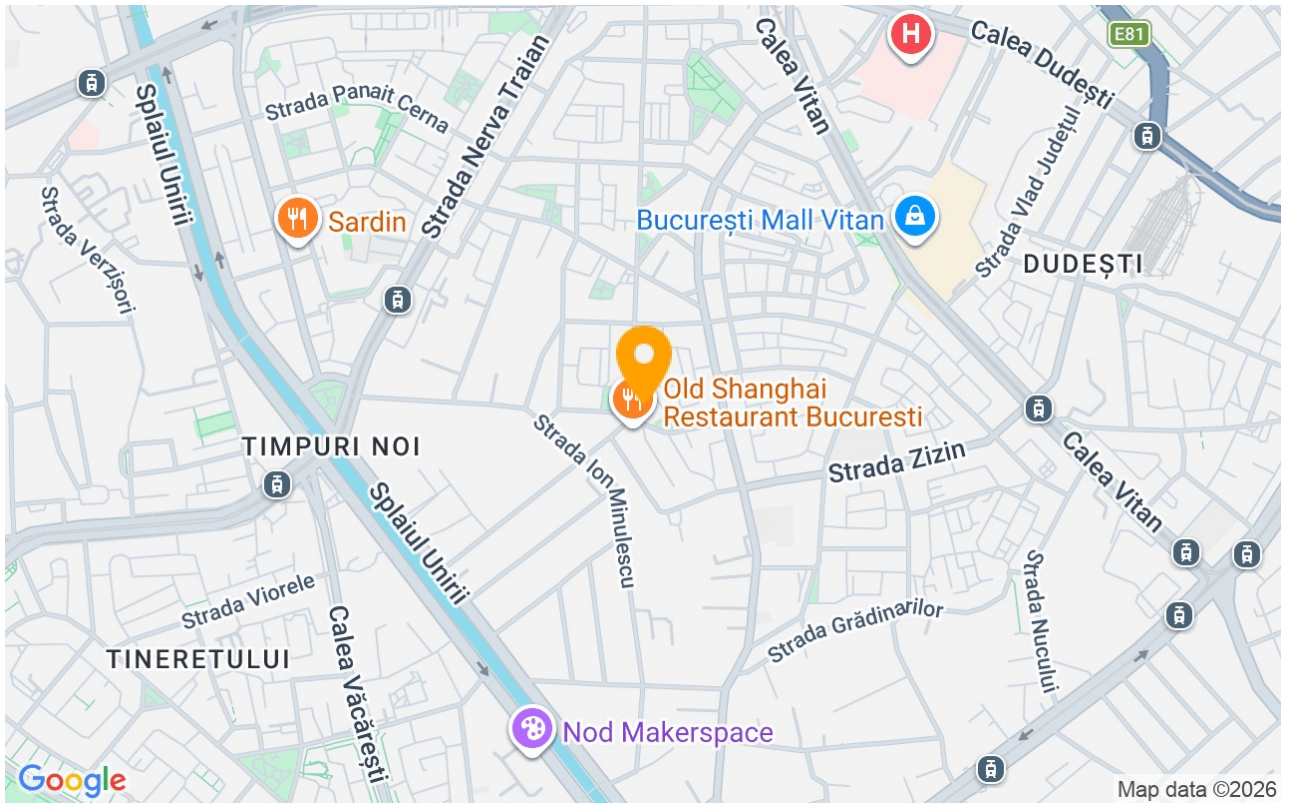 E81
H
Calea Dudești
Calea Vitan
Splaiul Unirii
Strada Panait Cerna
Strada Nerva Traian
Strada Vlad Județul
Strada Verzișori
Sardin
București Mall Vitan
DUDEȘTI
Old Shanghai
Restaurant Bucuresti
TIMPURI NOI
Strada Ion Minulescu
Strada Zizin
Calea Vitan
Splaiul Unirii
Strada Viorele
Calea Văcărești
Strada Grădinarilor
Strada Nucului
TINERETULUI
Nod Makerspace
Google
Map data ©2026